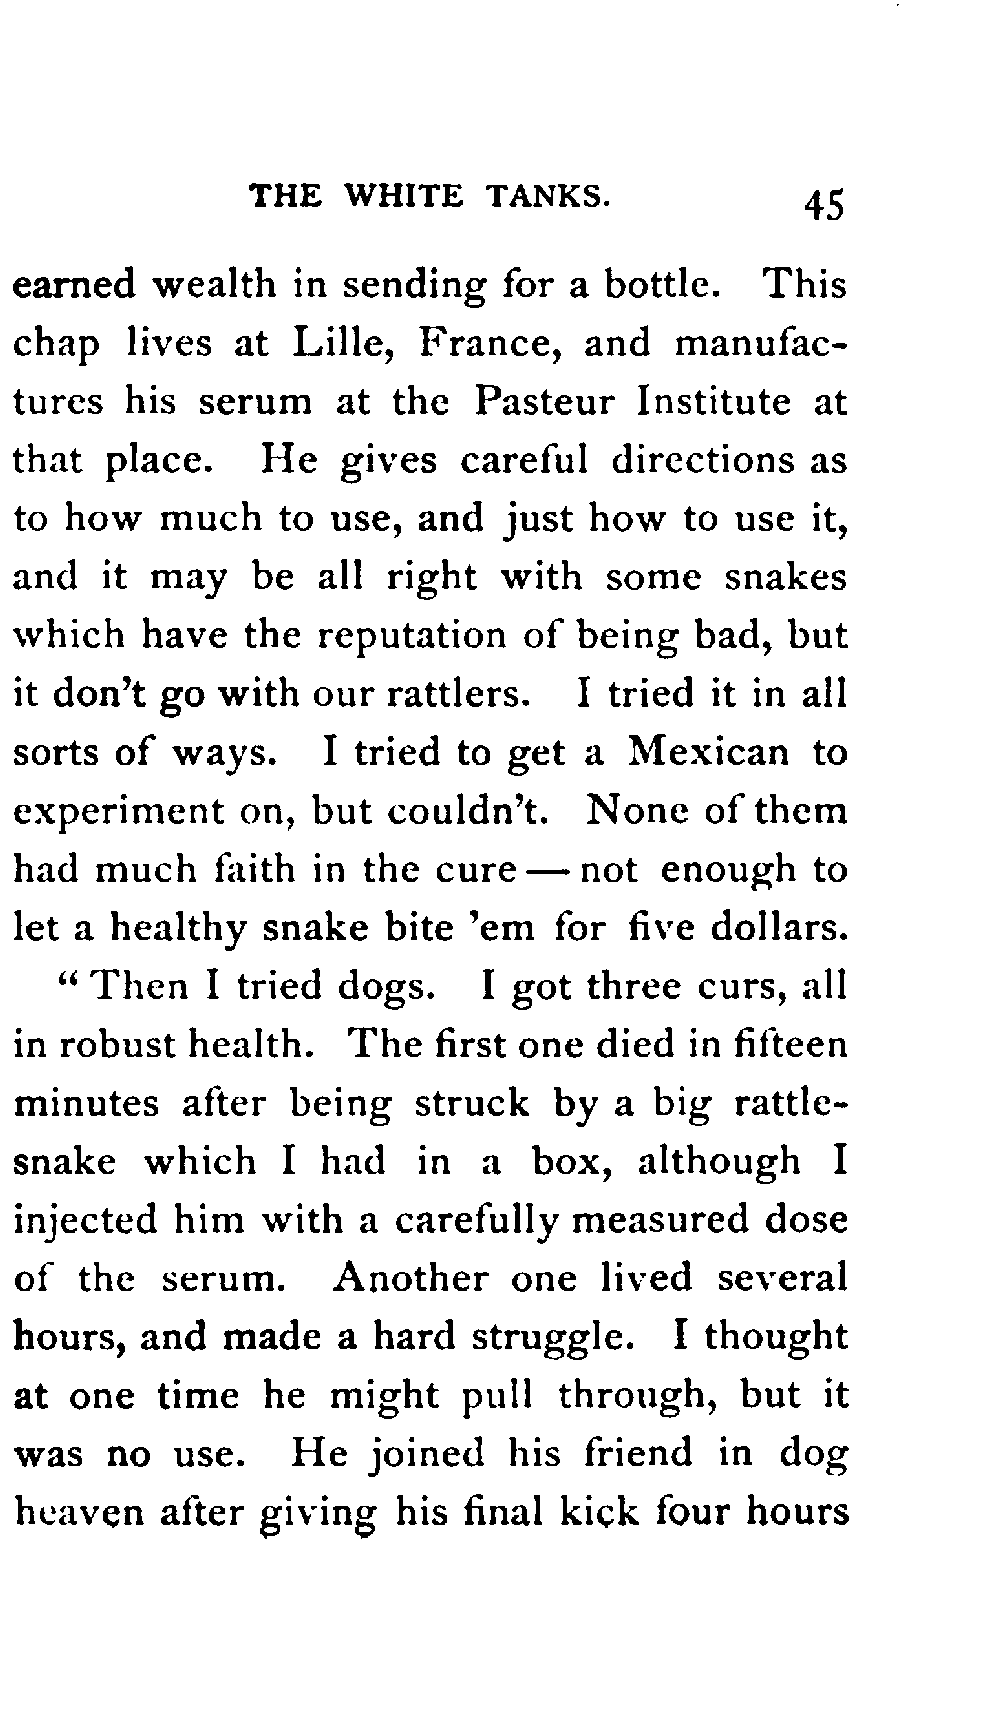 THE WHITE TANKS. 45
earned wealth in sending for a bottle. This
chap lives at Lille, France, and manufac-
tures his serum at the Pasteur Institute at
that place. He gives careful directions as
to how much to use, and just how to use it,
and it may be all right with some snakes
which have the reputation of being bad, but
it don't go with our rattlers. I tried it in all
sorts of ways. I tried to get a Mexican to
experiment on, but couldn't. None of them
had much faith in the cure — not enough to
let a healthy snake bite 'em for five dollars.
“ Then I tried dogs. I got three curs, all
in robust health. The first one died in fifteen
minutes after being struck by a big rattle-
snake which I had in a box, although I
injected him with a carefully measured dose
of the serum. Another one lived several
hours, and made a hard struggle. I thought
at one time he might pull through, but it
was no use. He joined his friend in dog
heaven after giving his final kick four hours